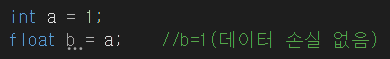 int a = 1;
float b = a;    //b=1(데이터 손실 없음)